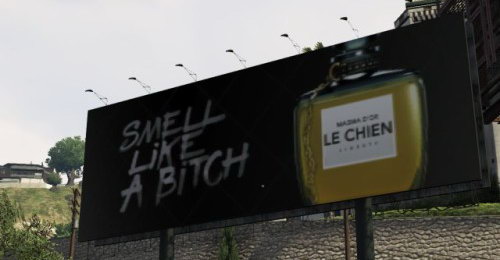 SMELL
LIKE
A BITCH
MAGMA D'OR
LE CHIEN